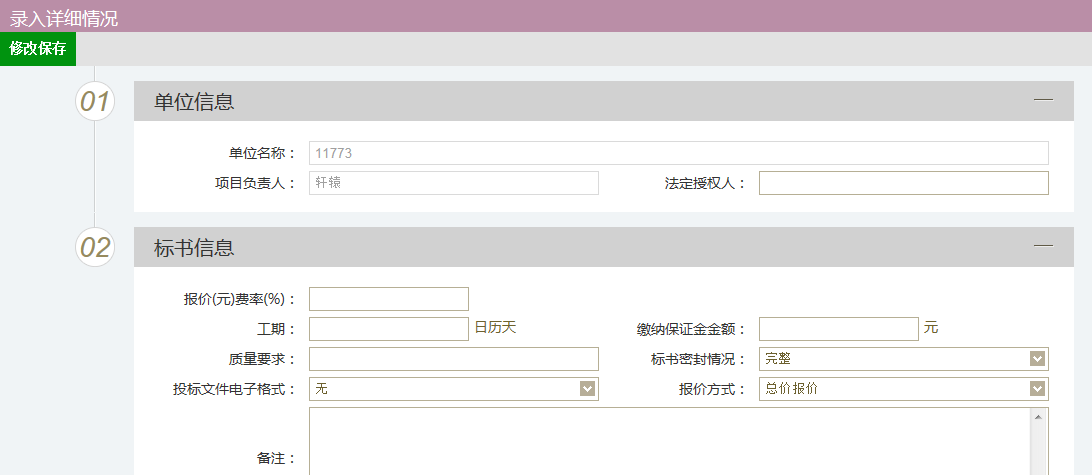 录入详细情况
修改保存
01 单位信息
单位名称： 11773
项目负责人： 轩辕 法定授权人：
02 标书信息
报价(元)费率(%)：
工期： 日历天 缴纳保证金金额： 元
质量要求： 标书密封情况： 完整
投标文件电子格式： 无 报价方式： 总价报价
备注：